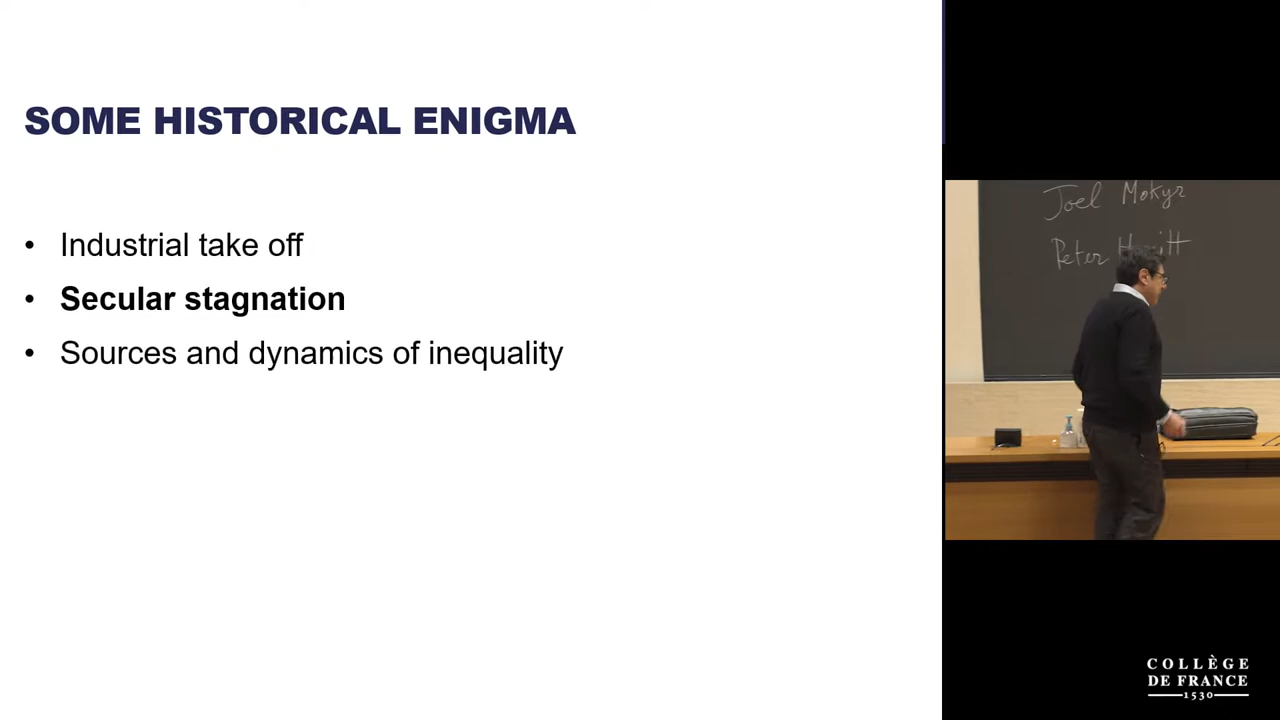 SOME HISTORICAL ENIGMA
• Industrial take off
• Secular stagnation
• Sources and dynamics of inequality
Joel Mokyr
Peter
COLLÈGE
DE FRANCE
1530